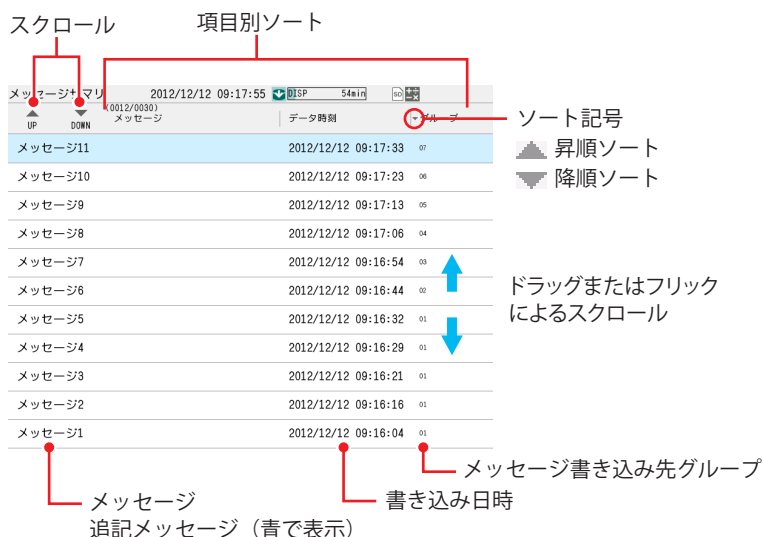 スクロール
項目別ソート
メッセージサマリ 2012/12/12 09:17:55 DISP 54min SD
(0012/0030)
UP DOWN メッセージ データ時刻 グループ
ソート記号
昇順ソート
降順ソート
メッセージ11 2012/12/12 09:17:33 07
メッセージ10 2012/12/12 09:17:23 06
メッセージ9 2012/12/12 09:17:13 05
メッセージ8 2012/12/12 09:17:06 04
メッセージ7 2012/12/12 09:16:54 03
メッセージ6 2012/12/12 09:16:44 02
メッセージ5 2012/12/12 09:16:32 01
メッセージ4 2012/12/12 09:16:29 01
メッセージ3 2012/12/12 09:16:21 01
メッセージ2 2012/12/12 09:16:16 01
メッセージ1 2012/12/12 09:16:04 01
ドラッグまたはフリック
によるスクロール
メッセージ書き込み先グループ
書き込み日時
メッセージ
追記メッセージ（青で表示）